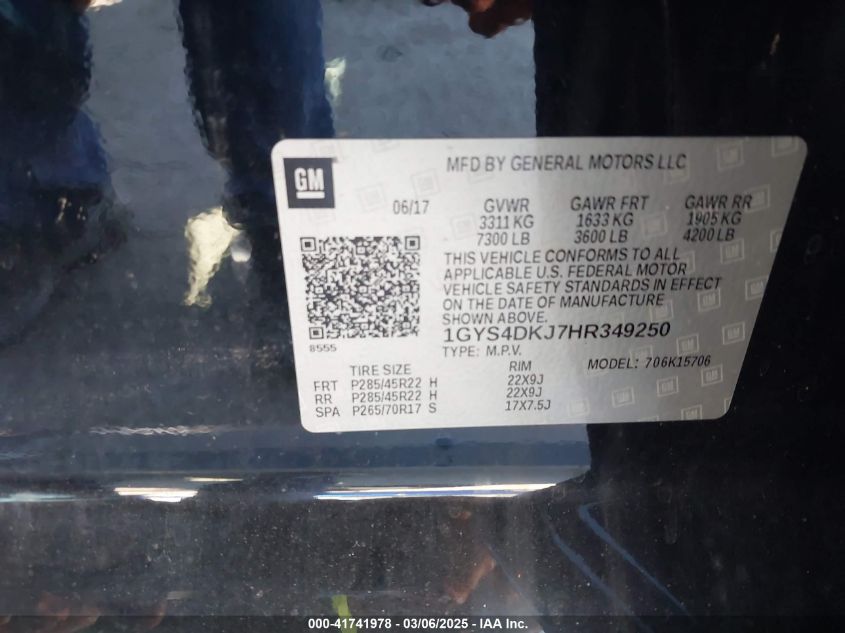 GM
MFD BY GENERAL MOTORS LLC
06/17 GVWR GAWR FRT GAWR RR
3311 KG 1633 KG 1905 KG
7300 LB 3600 LB 4200 LB
THIS VEHICLE CONFORMS TO ALL
APPLICABLE U.S. FEDERAL MOTOR
VEHICLE SAFETY STANDARDS IN EFFECT
ON THE DATE OF MANUFACTURE
SHOWN ABOVE.
1GYS4DKJ7HR349250
8555
TYPE: M.P.V. MODEL: 706K15706
TIRE SIZE RIM
FRT P285/45R22 H 22X9J
RR P285/45R22 H 22X9J
SPA P265/70R17 S 17X7.5J
000-41741978 - 03/06/2025 - IAA Inc.